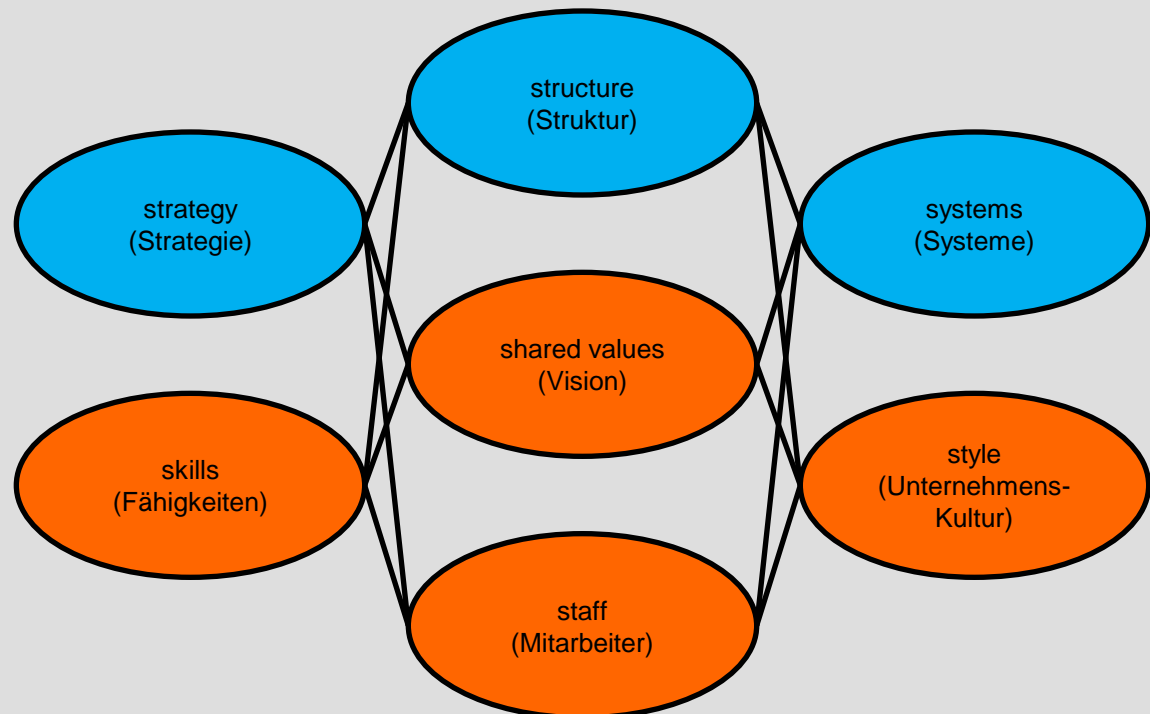 structure
(Struktur)
strategy
(Strategie)
systems
(Systeme)
shared values
(Vision)
skills
(Fähigkeiten)
style
(Unternehmens-
Kultur)
staff
(Mitarbeiter)